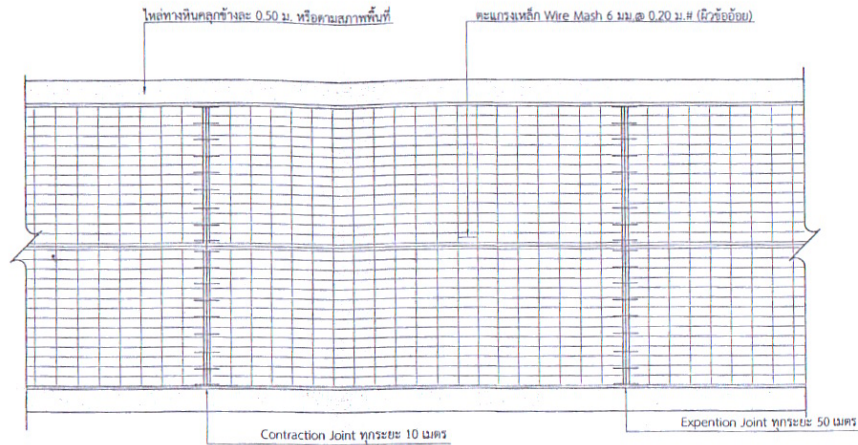 ไหล่ทางหินคลุกข้างละ 0.50 ม. หรือตามสภาพพื้นที่
ตะแกรงเหล็ก Wire Mash 6 มม.@ 0.20 ม.# (ผิวข้ออ้อย)
Contraction Joint ทุกระยะ 10 เมตร
Expention Joint ทุกระยะ 50 เมตร